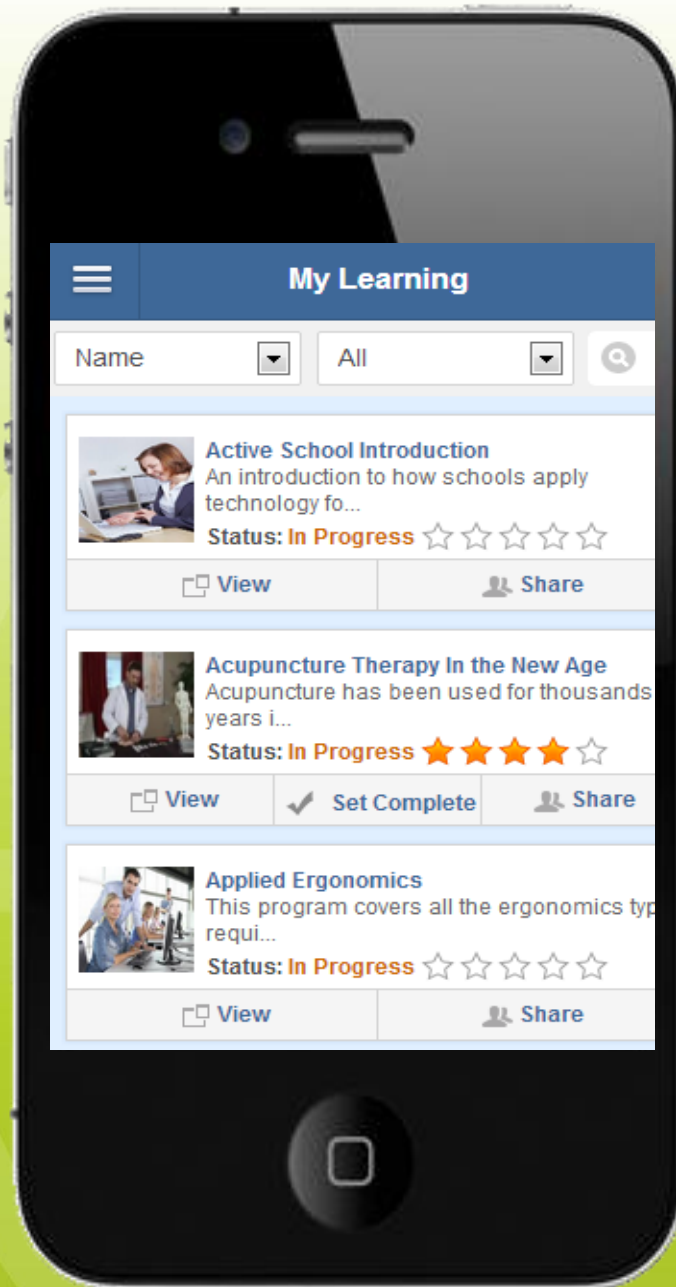 My Learning
Name All
Active School Introduction
An introduction to how schools apply
technology fo...
Status: In Progress
View Share
Acupuncture Therapy In the New Age
Acupuncture has been used for thousands
years i...
Status: In Progress
View Set Complete Share
Applied Ergonomics
This program covers all the ergonomics typ
requi...
Status: In Progress
View Share